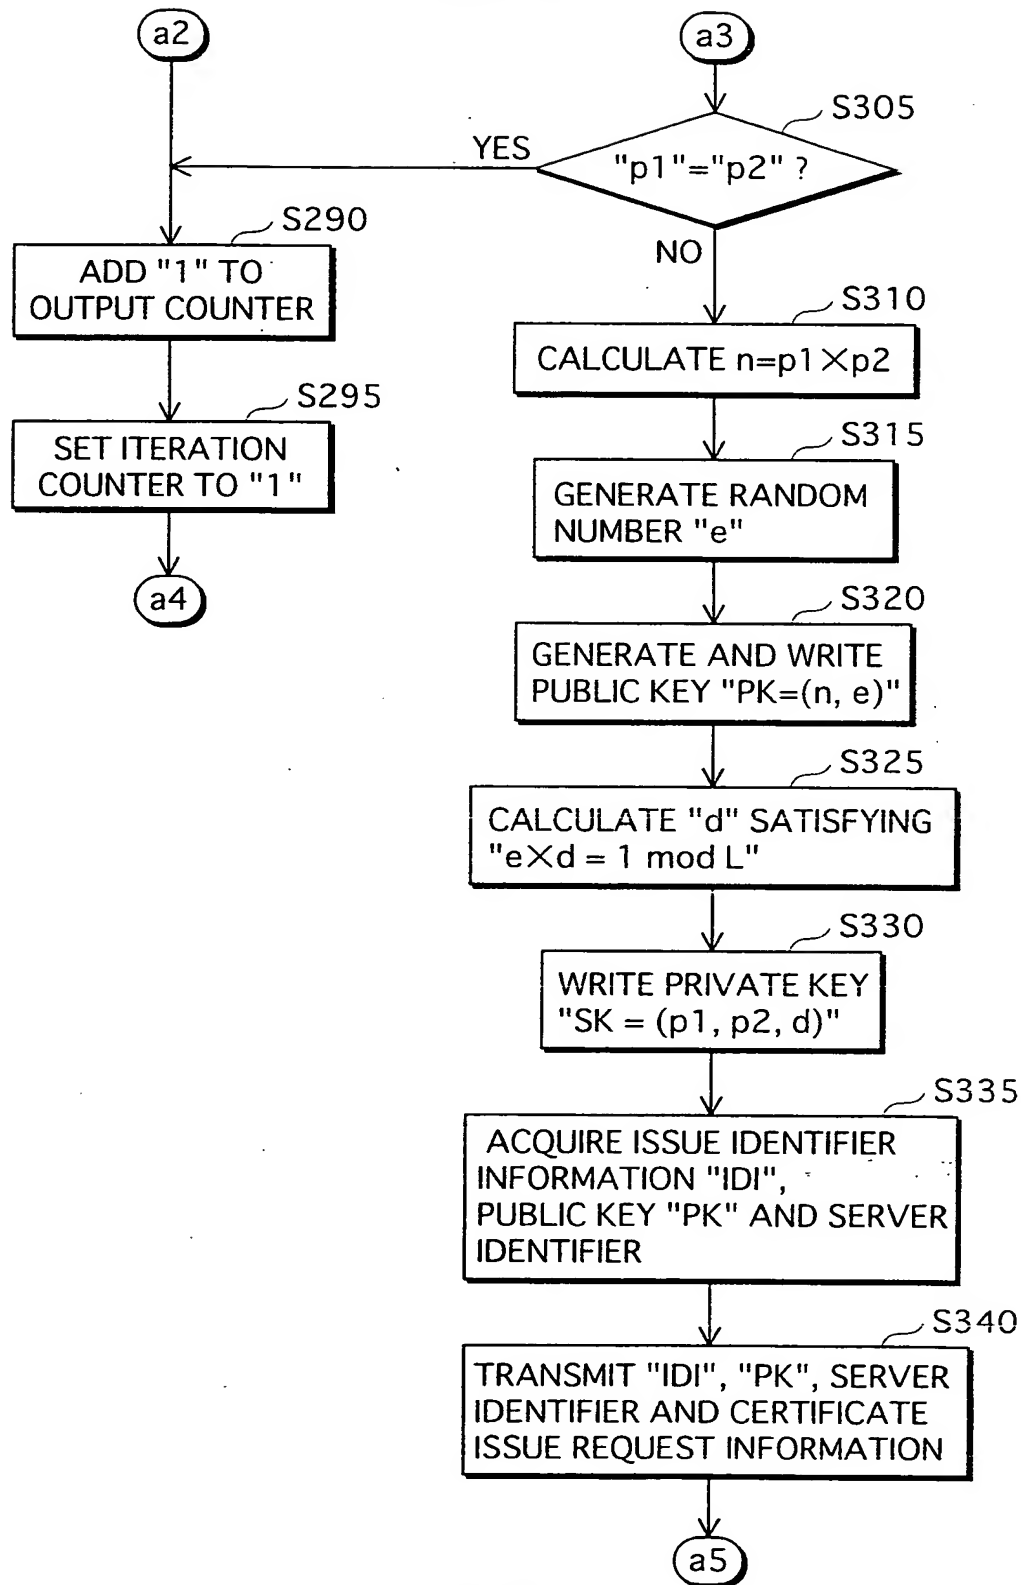 a2
a3
S305
YES
"p1"="p2" ?
S290
NO
ADD "1" TO
OUTPUT COUNTER
S310
CALCULATE n=p1×p2
S295
SET ITERATION
COUNTER TO "1"
S315
GENERATE RANDOM
NUMBER "e"
a4
S320
GENERATE AND WRITE
PUBLIC KEY "PK=(n, e)"
S325
CALCULATE "d" SATISFYING
"e×d = 1 mod L"
S330
WRITE PRIVATE KEY
"SK = (p1, p2, d)"
S335
ACQUIRE ISSUE IDENTIFIER
INFORMATION "IDI",
PUBLIC KEY "PK" AND SERVER
IDENTIFIER
S340
TRANSMIT "IDI", "PK", SERVER
IDENTIFIER AND CERTIFICATE
ISSUE REQUEST INFORMATION
a5